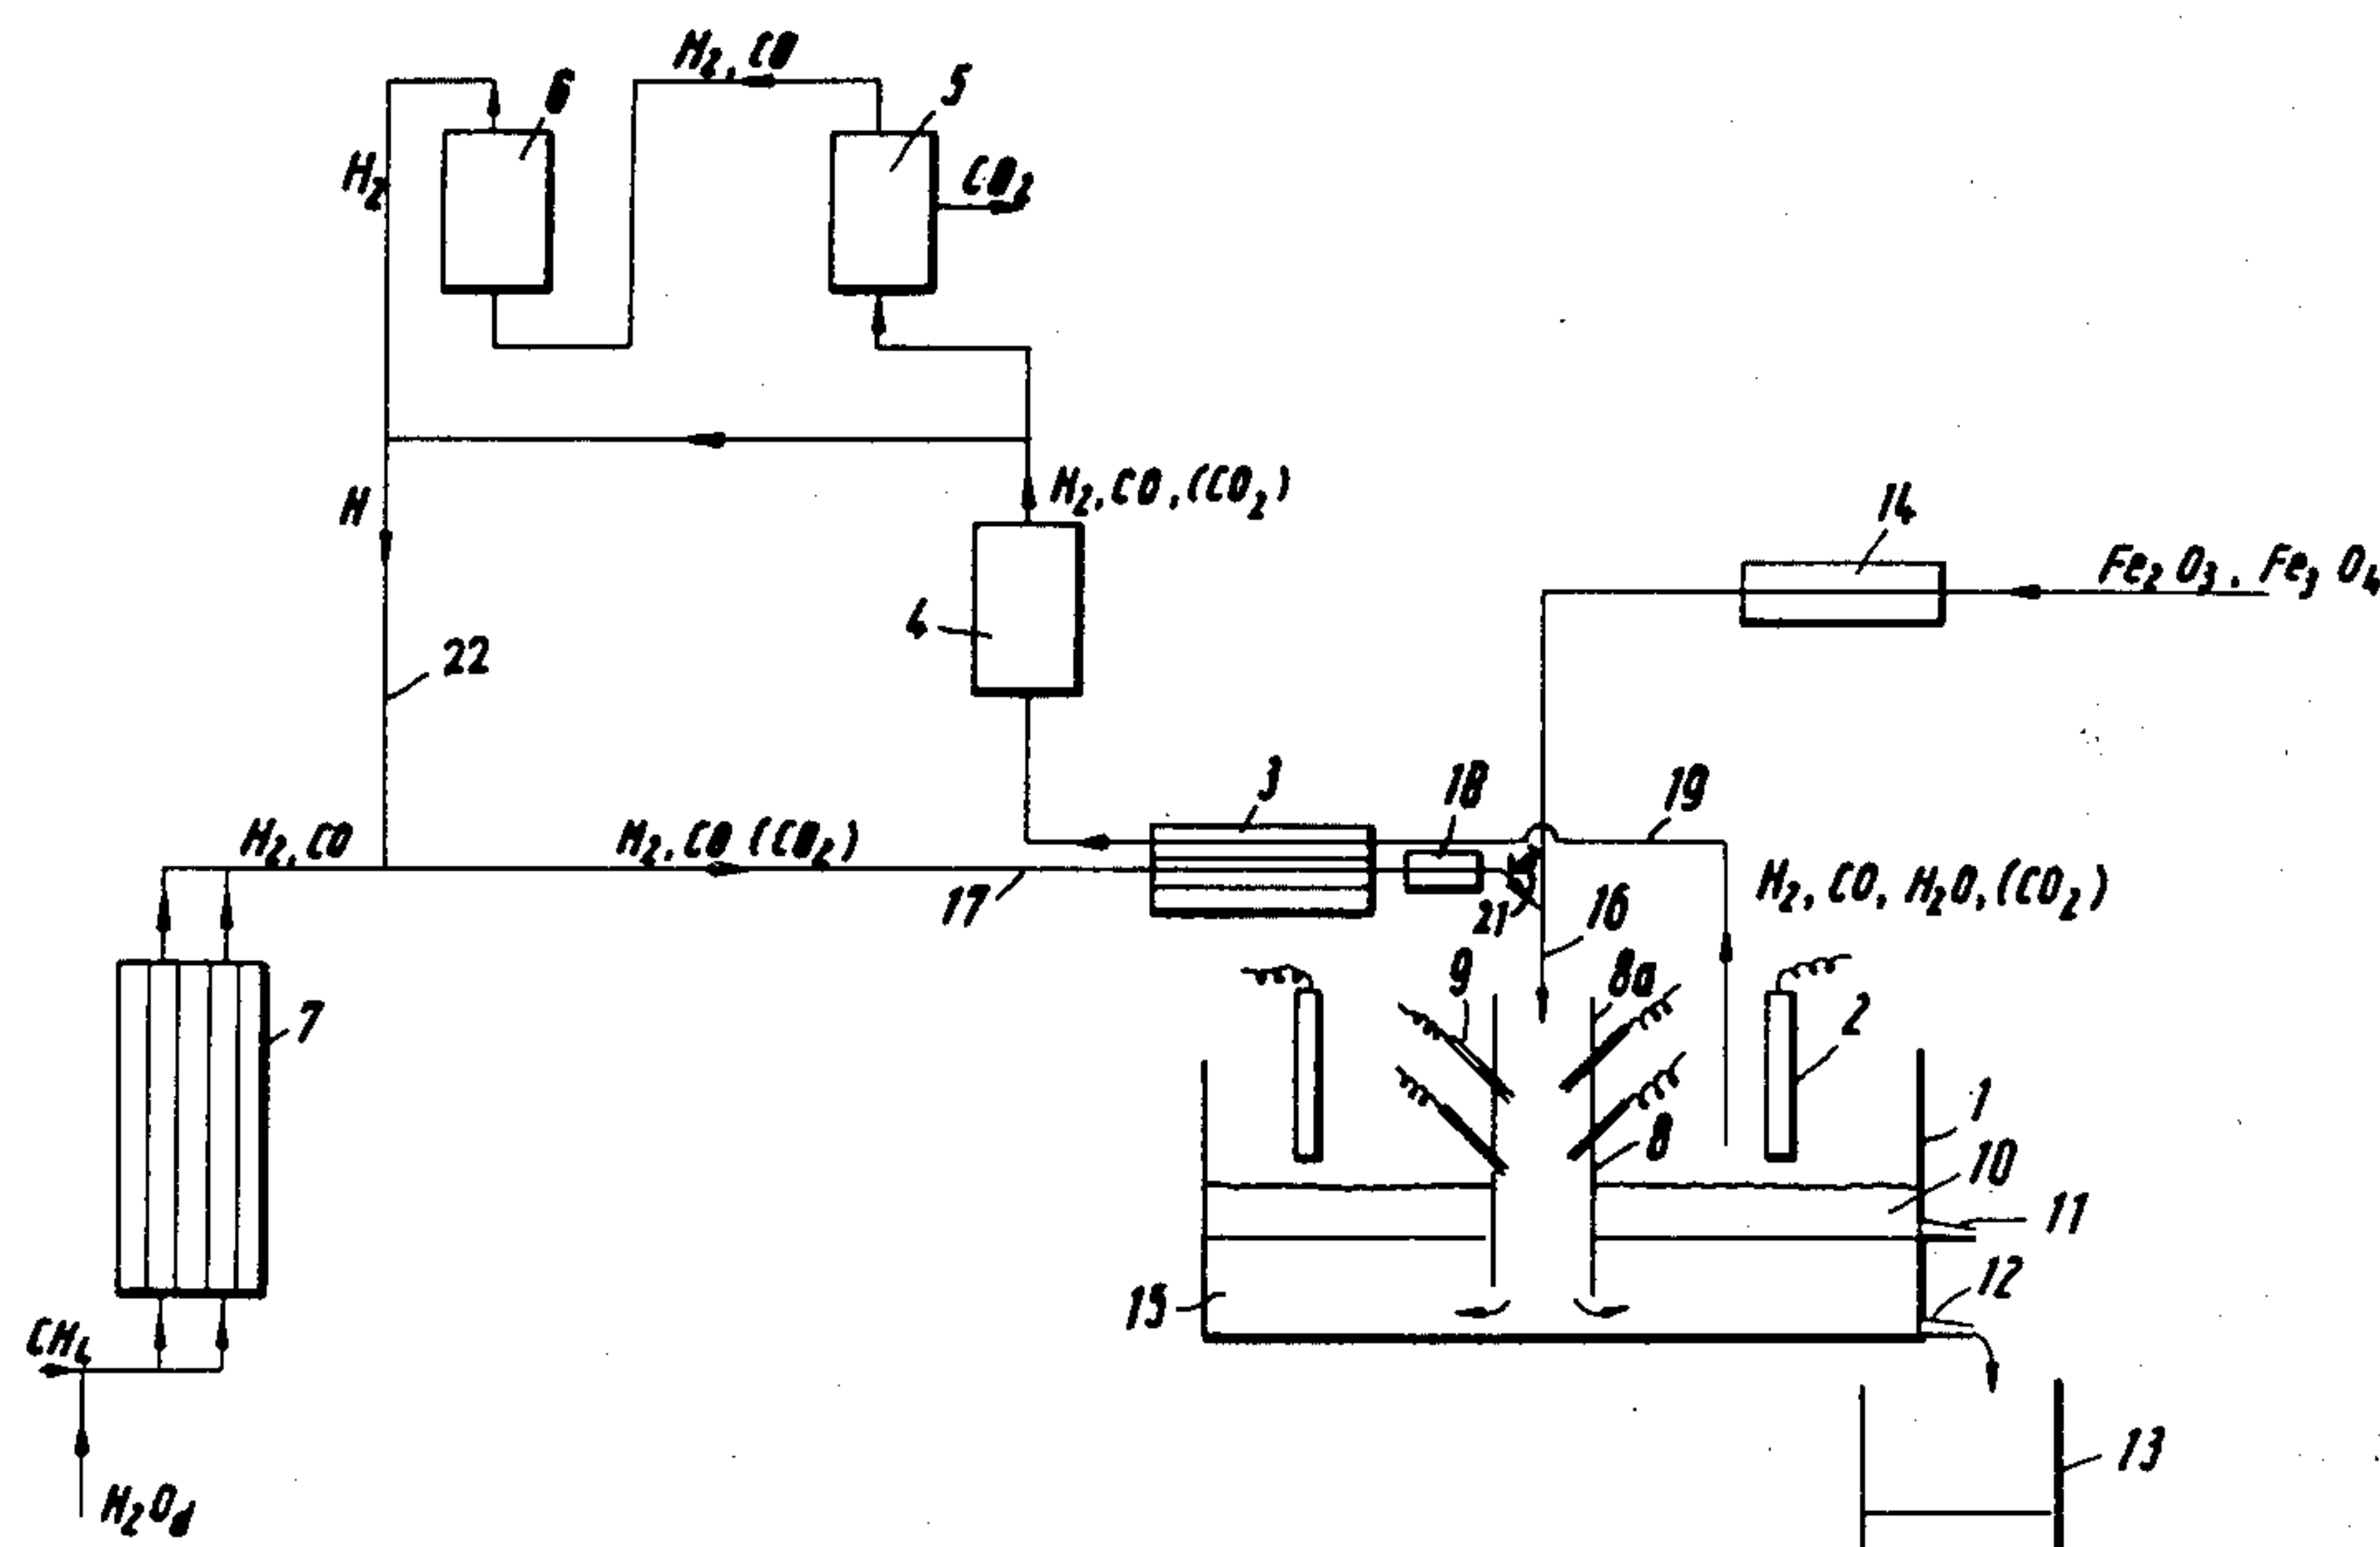 H2, CO
6
5
H2
CO2
H2, CO, (CO2)
14
H
Fe2O3, Fe3O4
4
22
3
18
19
H2, CO
H2, CO (CO2)
17
21
16
H2, CO, H2O, (CO2)
9
8a
7
2
1
8
10
11
15
12
CH4
13
H2Od